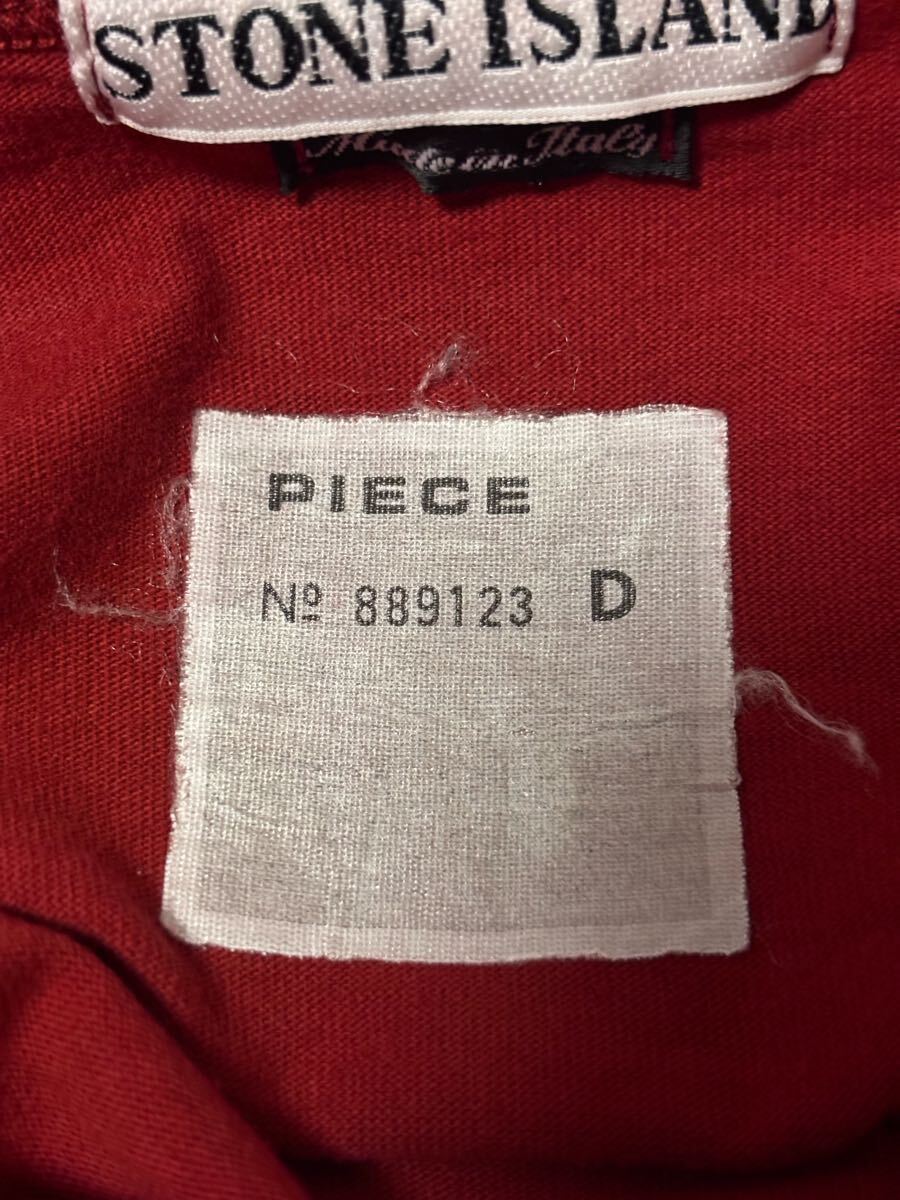 STONE ISLAND
Made in Italy
PIECE
Nº 889123 D